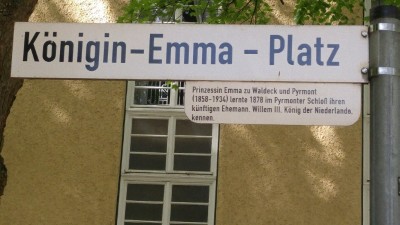 Königin-Emma-Platz
Prinzessin Emma zu Waldeck und Pyrmont
(1858-1934) lernte 1878 im Pyrmonter Schloß ihren
künftigen Ehemann, Willem III. König der Niederlande,
kennen.